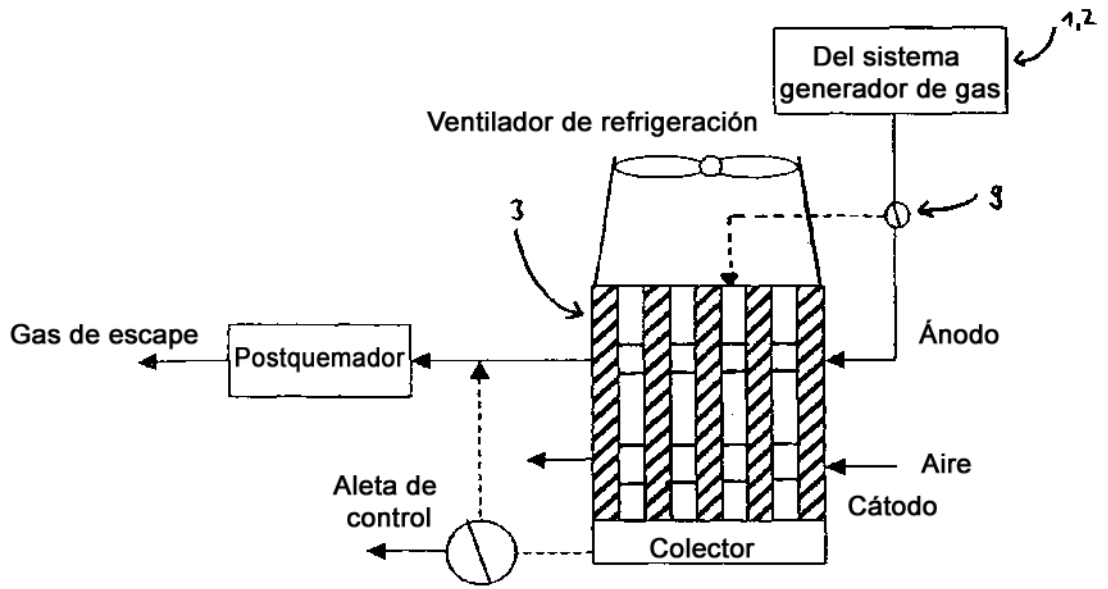 1,2
Del sistema
generador de gas
Ventilador de refrigeración
3
9
Gas de escape
Postquemador
Ánodo
Aire
Aleta de
control
Cátodo
Colector